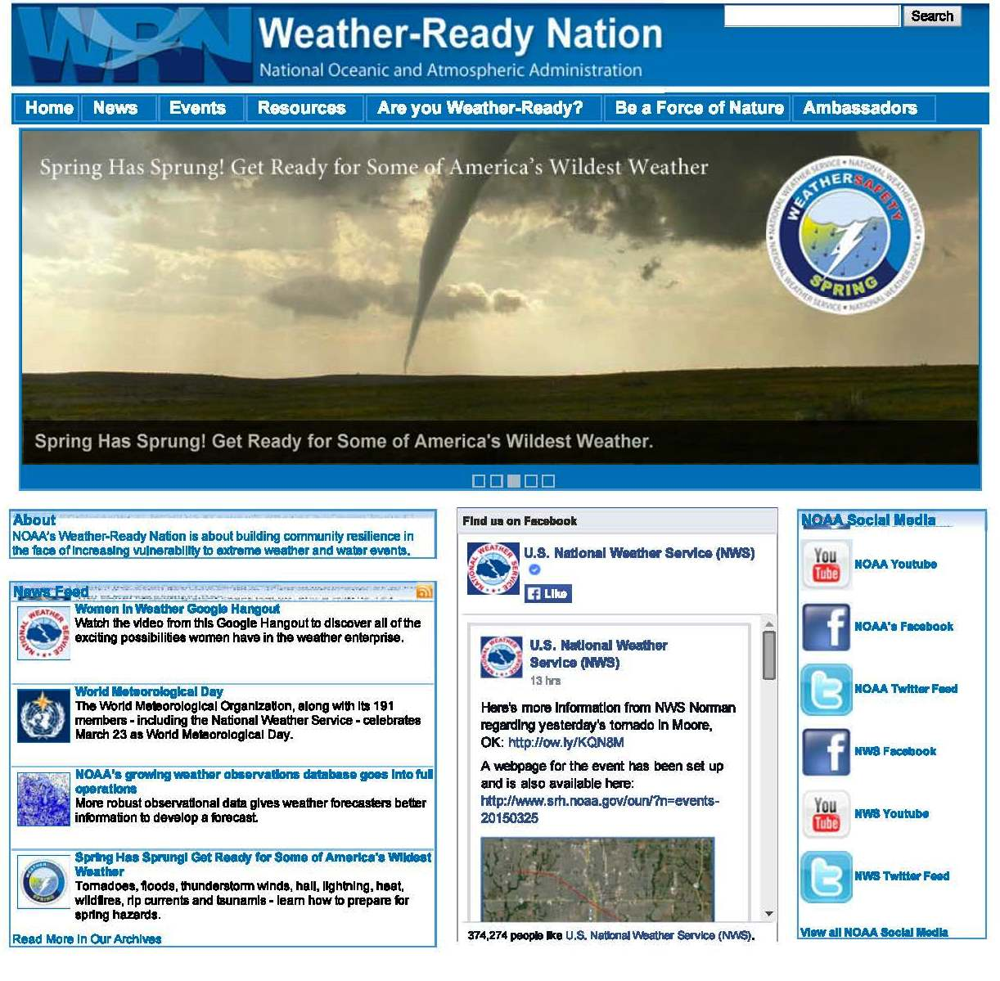 WRN
Weather-Ready Nation
National Oceanic and Atmospheric Administration
Search
Home News Events Resources Are you Weather-Ready? Be a Force of Nature Ambassadors
Spring Has Sprung! Get Ready for Some of America's Wildest Weather
NATIONAL WEATHER SERVICE • NATIONAL WEATHER SERVICE • NATIONAL WEATHER SERVICE • NATIONAL WEATHER SERVICE
WEATHER SAFETY
SPRING
Spring Has Sprung! Get Ready for Some of America's Wildest Weather.
About
NOAA's Weather-Ready Nation is about building community resilience in
the face of increasing vulnerability to extreme weather and water events.
News Feed
NATIONAL WEATHER SERVICE
Women in Weather Google Hangout
Watch the video from this Google Hangout to discover all of the
exciting possibilities women have in the weather enterprise.
World Meteorological Day
The World Meteorological Organization, along with its 191
members - including the National Weather Service - celebrates
March 23 as World Meteorological Day.
NOAA's growing weather observations database goes into full
operations
More robust observational data gives weather forecasters better
information to develop a forecast.
SPRING
Spring Has Sprung! Get Ready for Some of America's Wildest
Weather
Tornadoes, floods, thunderstorm winds, hail, lightning, heat,
wildfires, rip currents and tsunamis - learn how to prepare for
spring hazards.
Read More In Our Archives
Find us on Facebook
NATIONAL WEATHER SERVICE
U.S. National Weather Service (NWS)
Like
NATIONAL WEATHER SERVICE
U.S. National Weather
Service (NWS)
13 hrs
Here's more information from NWS Norman
regarding yesterday's tornado in Moore,
OK: http://ow.ly/KQN8M
A webpage for the event has been set up
and is also available here:
http://www.srh.noaa.gov/oun/?n=events-
20150325
374,274 people like U.S. National Weather Service (NWS).
NOAA Social Media
You Tube
NOAA Youtube
NOAA's Facebook
NOAA Twitter Feed
NWS Facebook
You Tube
NWS Youtube
NWS Twitter Feed
View all NOAA Social Media